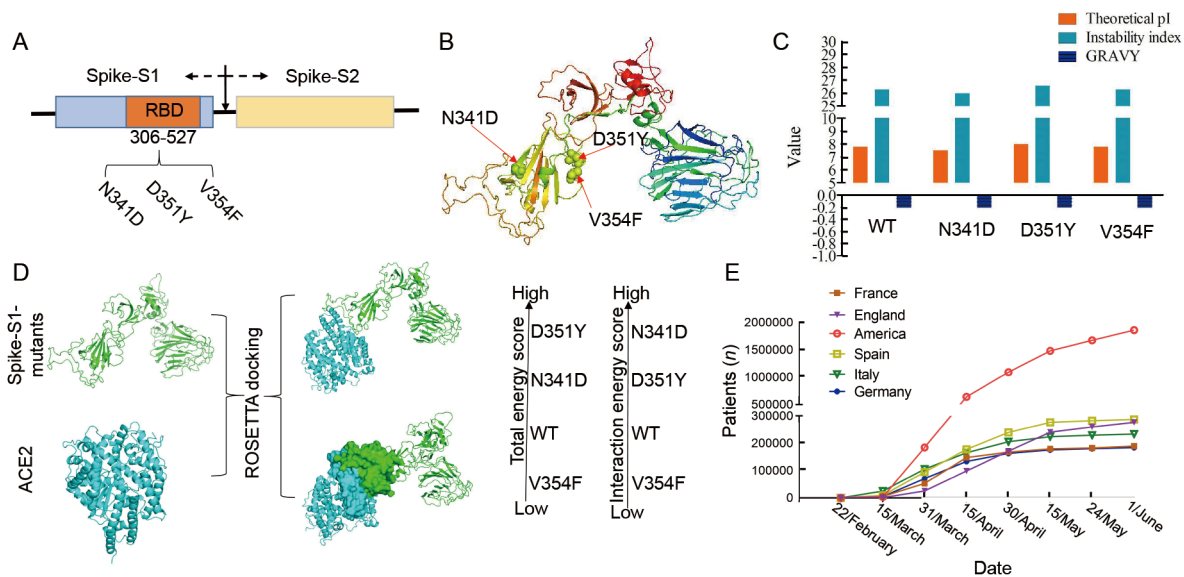 A
Spike-S1
Spike-S2
RBD
306–527
N341D
D351Y
V354F
B
N341D
D351Y
V354F
C
Theoretical pI
Instability index
GRAVY
Value
30
29
28
27
26
25
10
9
8
7
6
5
0.0
-0.2
-0.4
-0.6
-0.8
-1.0
WT
N341D
D351Y
V354F
D
Spike-S1-
mutants
ACE2
ROSETTA docking
Total energy score
High
D351Y
N341D
WT
V354F
Low
Interaction energy score
High
N341D
D351Y
WT
V354F
Low
E
France
England
America
Spain
Italy
Germany
Patients (n)
2000000
1500000
1000000
500000
300000
200000
100000
0
22/February
15/March
31/March
15/April
30/April
15/May
24/May
1/June
Date